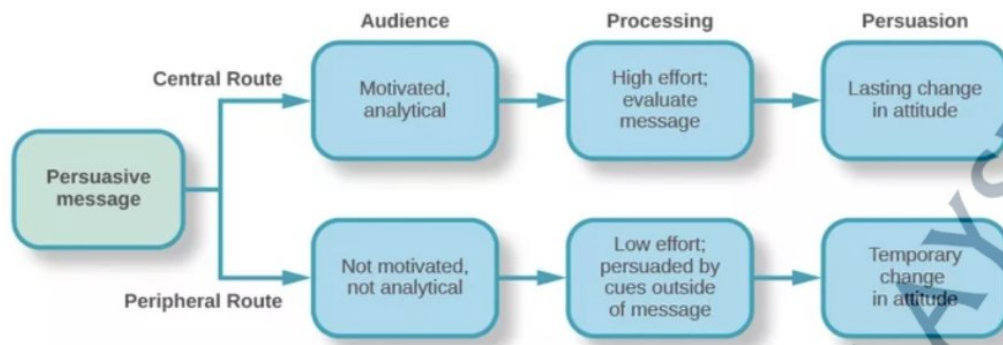 Audience
Processing
Persuasion
Central Route
Motivated,
analytical
High effort;
evaluate
message
Lasting change
in attitude
Persuasive
message
Peripheral Route
Not motivated,
not analytical
Low effort;
persuaded by
cues outside
of message
Temporary
change
in attitude